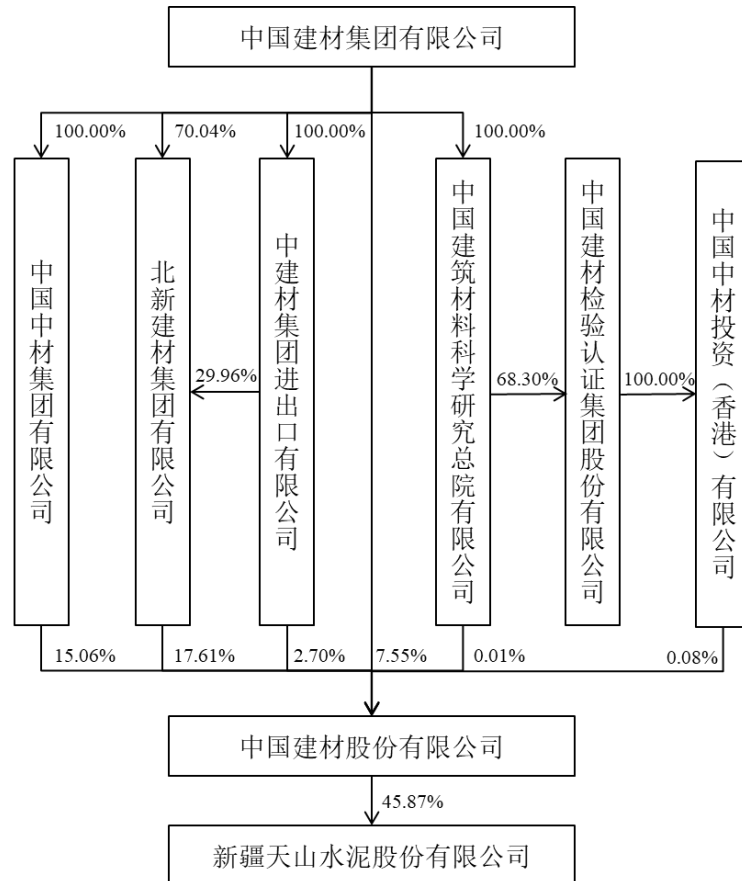 中国建材集团有限公司
100.00%
70.04%
100.00%
100.00%
中国中材集团有限公司
北新建材集团有限公司
29.96%
中建材集团进出口有限公司
中国建筑材料科学研究总院有限公司
68.30%
中国建材检验认证集团股份有限公司
100.00%
中国中材投资（香港）有限公司
15.06%
17.61%
2.70%
7.55%
0.01%
0.08%
中国建材股份有限公司
45.87%
新疆天山水泥股份有限公司